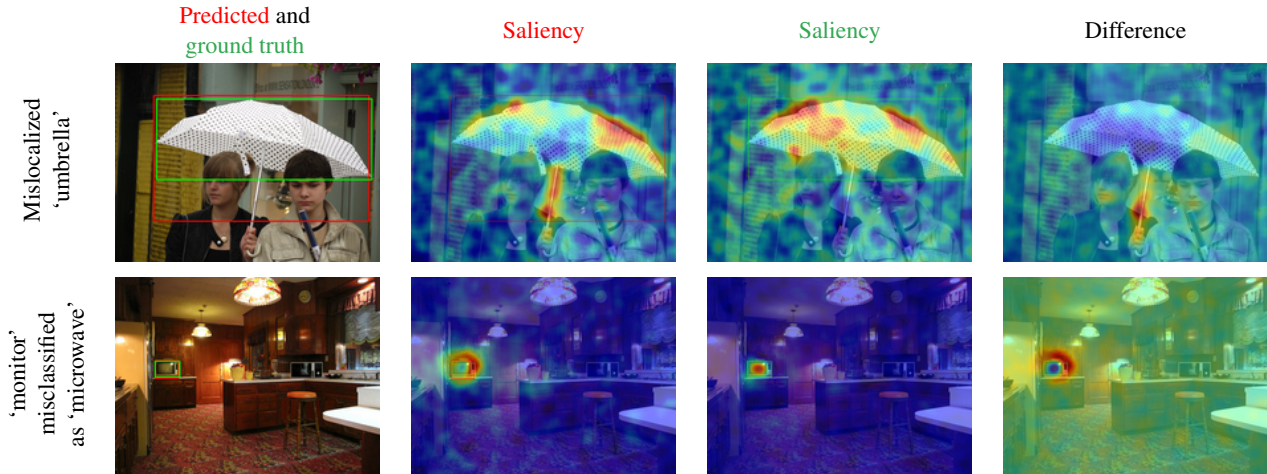 Predicted and
ground truth
Saliency
Saliency
Difference
Mislocalized
‘umbrella’
‘monitor’
misclassified
as ‘microwave’